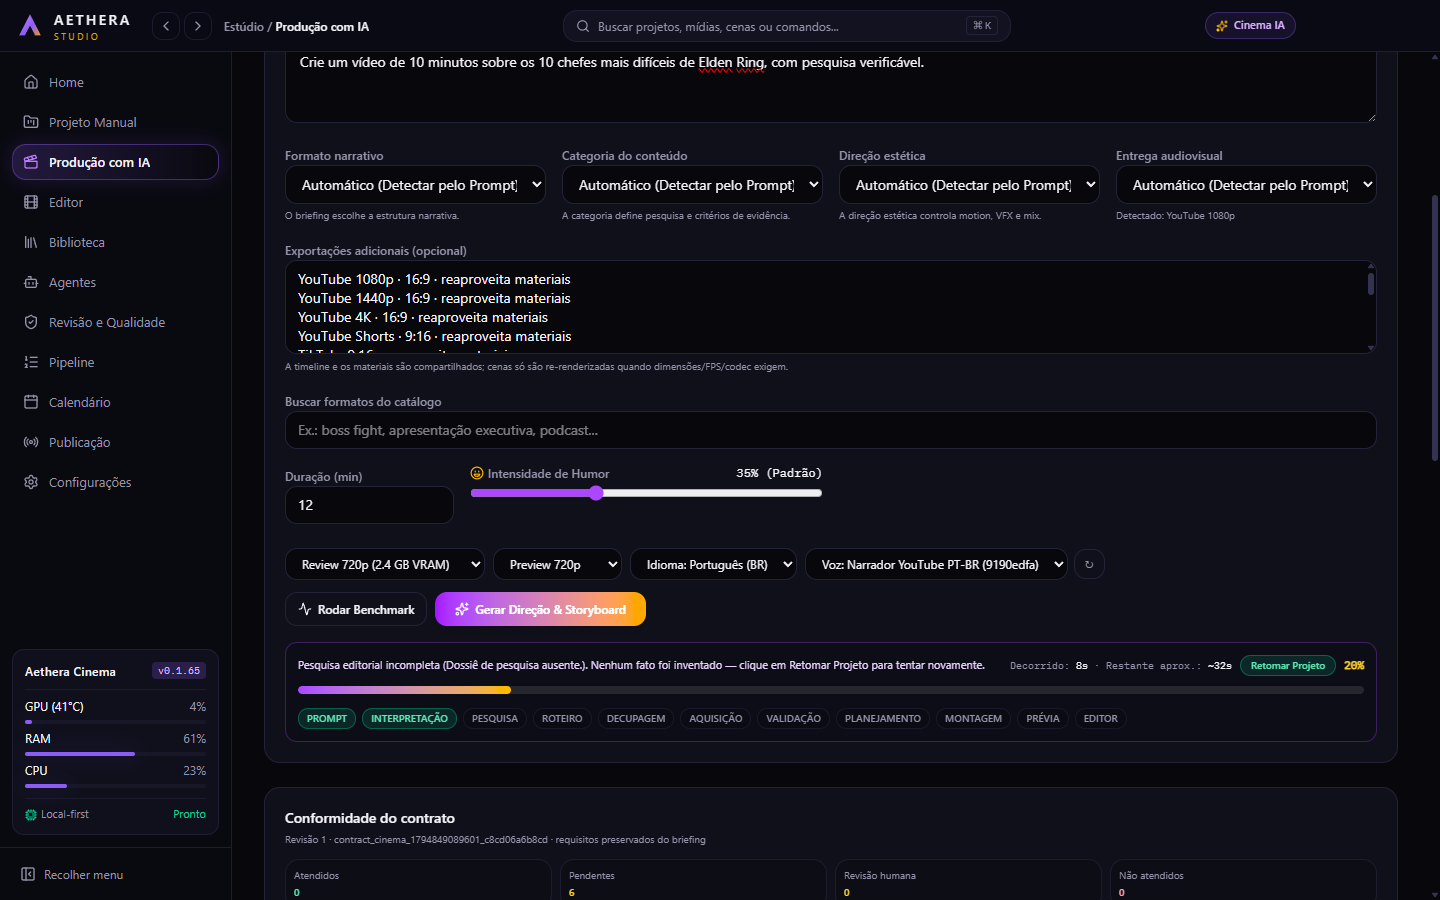 AETHERA
STUDIO
Estúdio / Produção com IA
Buscar projetos, mídias, cenas ou comandos...
⌘ K
Cinema IA
Home
Projeto Manual
Produção com IA
Editor
Biblioteca
Agentes
Revisão e Qualidade
Pipeline
Calendário
Publicação
Configurações
Aethera Cinema
v0.1.65
GPU (41°C)
4%
RAM
61%
CPU
23%
Local-first
Pronto
Recolher menu
Crie um vídeo de 10 minutos sobre os 10 chefes mais difíceis de Elden Ring, com pesquisa verificável.
Formato narrativo
Automático (Detectar pelo Prompt)
O briefing escolhe a estrutura narrativa.
Categoria do conteúdo
Automático (Detectar pelo Prompt)
A categoria define pesquisa e critérios de evidência.
Direção estética
Automático (Detectar pelo Prompt)
A direção estética controla motion, VFX e mix.
Entrega audiovisual
Automático (Detectar pelo Prompt)
Detectado: YouTube 1080p
Exportações adicionais (opcional)
YouTube 1080p · 16:9 · reaproveita materiais
YouTube 1440p · 16:9 · reaproveita materiais
YouTube 4K · 16:9 · reaproveita materiais
YouTube Shorts · 9:16 · reaproveita materiais
A timeline e os materiais são compartilhados; cenas só são re-renderizadas quando dimensões/FPS/codec exigem.
Buscar formatos do catálogo
Ex.: boss fight, apresentação executiva, podcast...
Duração (min)
12
Intensidade de Humor
35% (Padrão)
Review 720p (2.4 GB VRAM)
Preview 720p
Idioma: Português (BR)
Voz: Narrador YouTube PT-BR (9190edfa)
Rodar Benchmark
Gerar Direção & Storyboard
Pesquisa editorial incompleta (Dossiê de pesquisa ausente.). Nenhum fato foi inventado — clique em Retomar Projeto para tentar novamente.
Decorrido: 8s · Restante aprox.: ~32s
Retomar Projeto
20%
PROMPT
INTERPRETAÇÃO
PESQUISA
ROTEIRO
DECUPAGEM
AQUISIÇÃO
VALIDAÇÃO
PLANEJAMENTO
MONTAGEM
PRÉVIA
EDITOR
Conformidade do contrato
Revisão 1 · contract_cinema_1794849089601_c8cd06a6b8cd · requisitos preservados do briefing
Atendidos
0
Pendentes
6
Revisão humana
0
Não atendidos
0